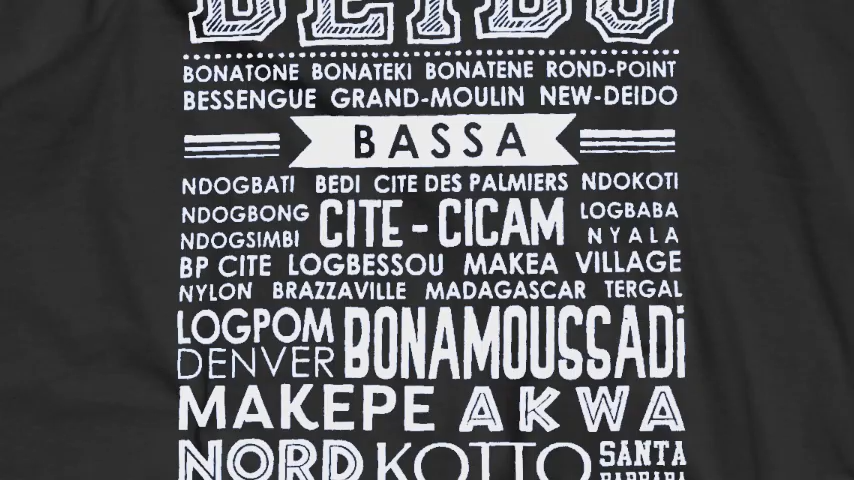 DEIDO
BONATONE BONATEKI BONATENE ROND-POINT
BESSENGUE GRAND-MOULIN NEW-DEIDO
BASSA
NDOGBATI BEDI CITE DES PALMIERS NDOKOTI
NDOGBONG CITE - CICAM LOGBABA
NDOGSIMBI NYALA
BP CITE LOGBESSOU MAKEA VILLAGE
NYLON BRAZZAVILLE MADAGASCAR TERGAL
LOGPOM BONAMOUSSADi
DENVER
MAKEPE AKWA
NORD KOTTO SANTA
BARBARA